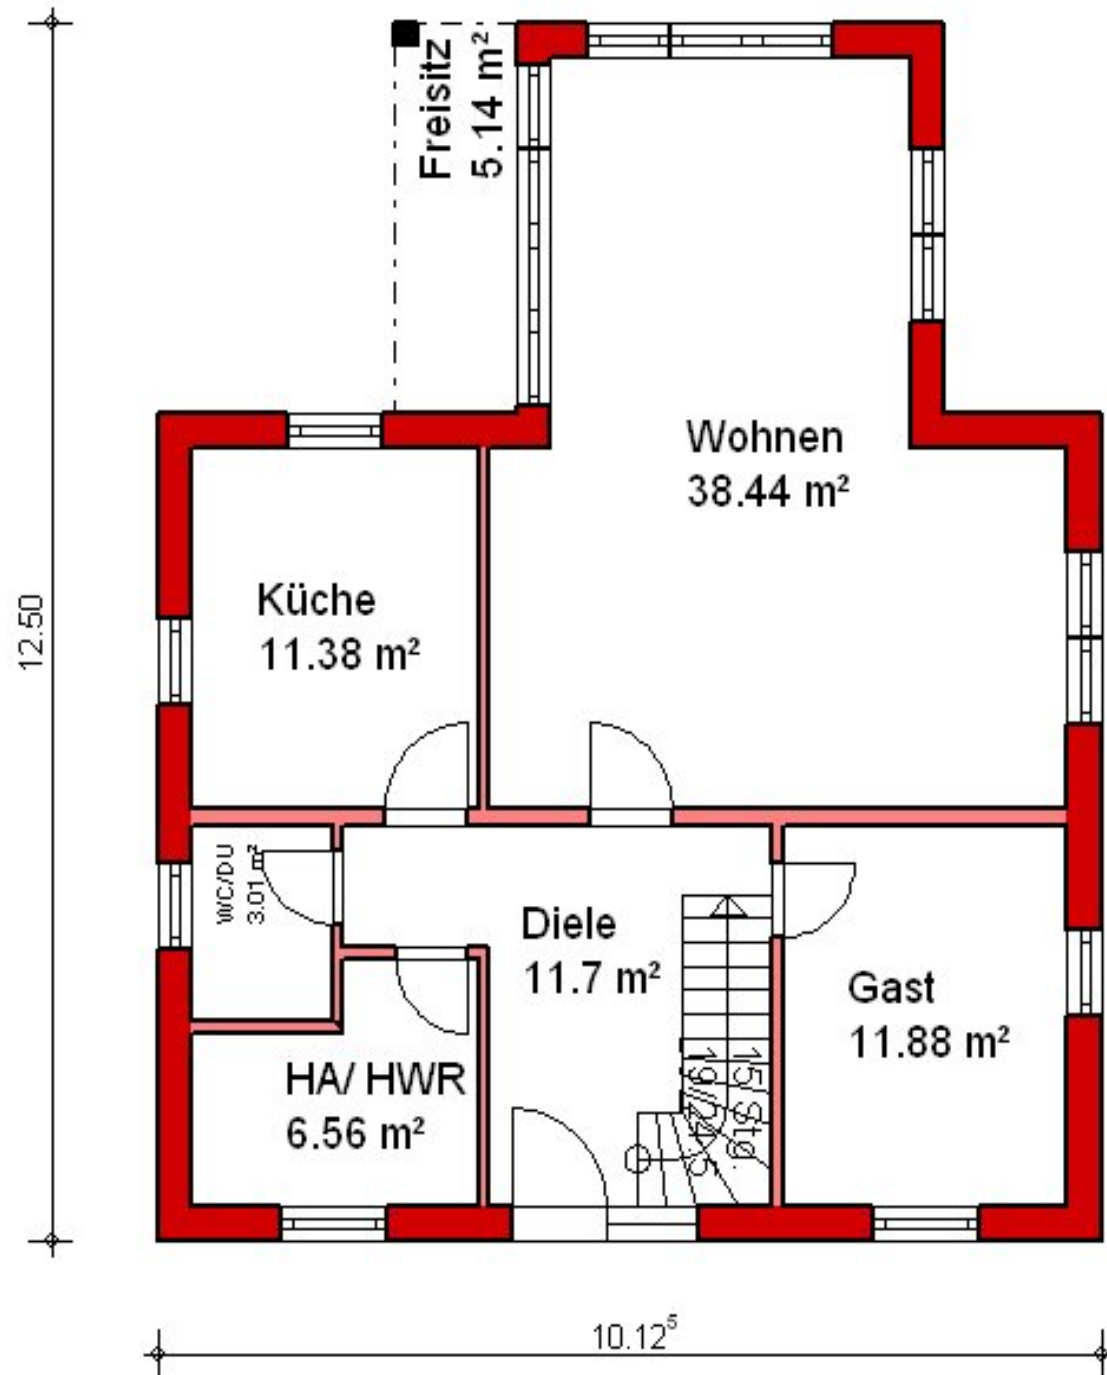 Freisitz
5.14 m²
Wohnen
38.44 m²
12.50
Küche
11.38 m²
WC/DU
3.01 m²
Diele
11.7 m²
Gast
11.88 m²
HA/ HWR
6.56 m²
15 Stg.
19/24.5
10.12⁵